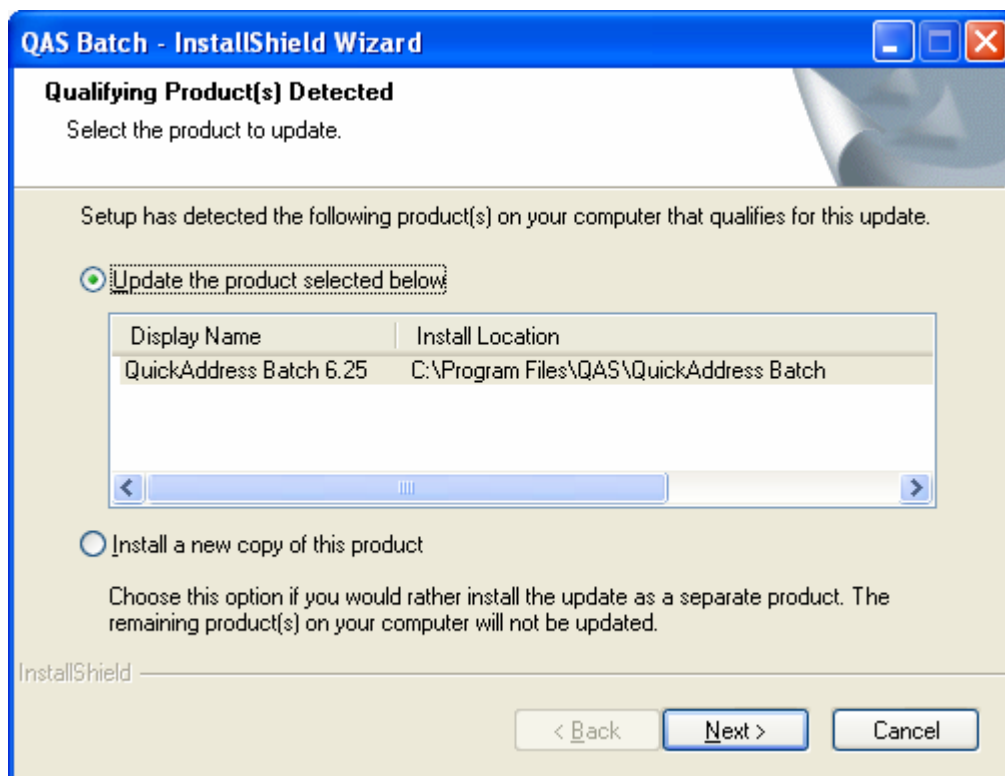 QAS Batch - InstallShield Wizard
Qualifying Product(s) Detected
Select the product to update.
Setup has detected the following product(s) on your computer that qualifies for this update.
Update the product selected below
Display Name Install Location
QuickAddress Batch 6.25 C:\Program Files\QAS\QuickAddress Batch
Install a new copy of this product
Choose this option if you would rather install the update as a separate product. The
remaining product(s) on your computer will not be updated.
InstallShield
< Back Next > Cancel